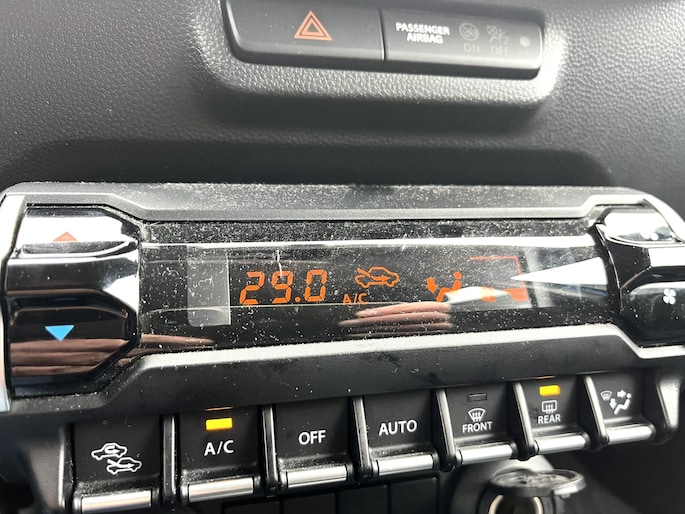 PASSENGER
AIRBAG
ON
OFF
29.0
A/C
A/C
OFF
AUTO
FRONT
REAR